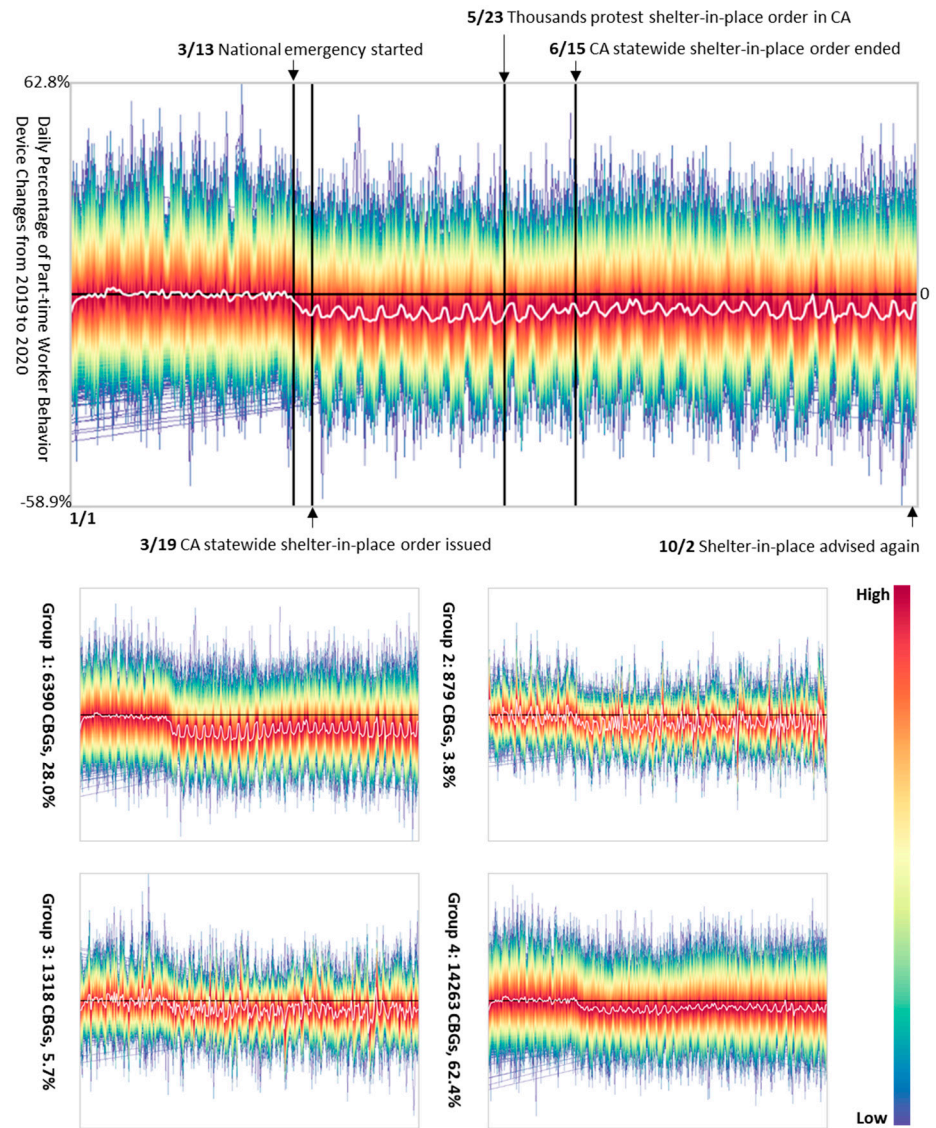 5/23 Thousands protest shelter-in-place order in CA
3/13 National emergency started
6/15 CA statewide shelter-in-place order ended
62.8%
Daily Percentage of Part-time Worker Behavior
Device Changes from 2019 to 2020
0
-58.9%
1/1
3/19 CA statewide shelter-in-place order issued
10/2 Shelter-in-place advised again
Group 1: 6390 CBGs, 28.0%
Group 2: 879 CBGs, 3.8%
High
Group 3: 1318 CBGs, 5.7%
Group 4: 14263 CBGs, 62.4%
Low